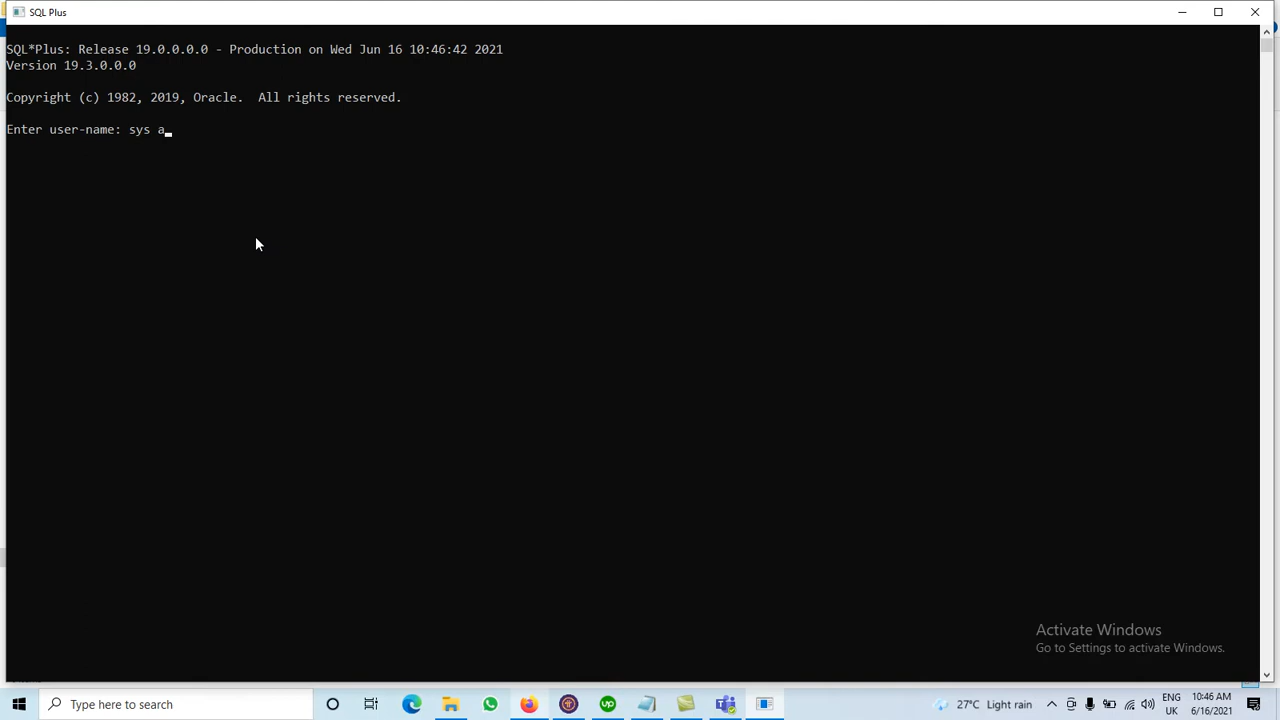 SQL Plus
SQL*Plus: Release 19.0.0.0.0 - Production on Wed Jun 16 10:46:42 2021
Version 19.3.0.0.0
Copyright (c) 1982, 2019, Oracle.  All rights reserved.
Enter user-name: sys a
Activate Windows
Go to Settings to activate Windows.
Type here to search
up
27°C Light rain
ENG
UK
10:46 AM
6/16/2021